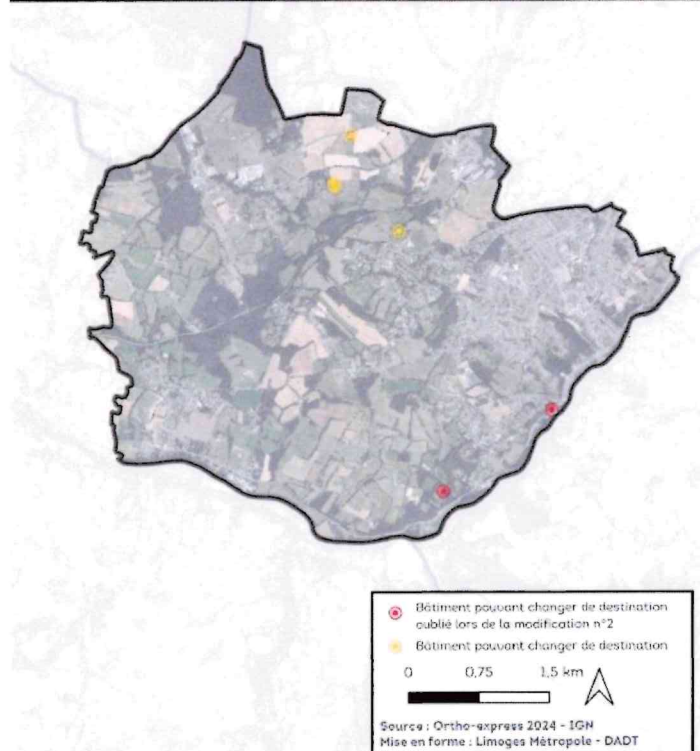 Bâtiment pouvant changer de destination
oublié lors de la modification n°2
Bâtiment pouvant changer de destination
0 0,75 1,5 km
Source : Ortho-express 2024 - IGN
Mise en forme : Limoges Métropole - DADT